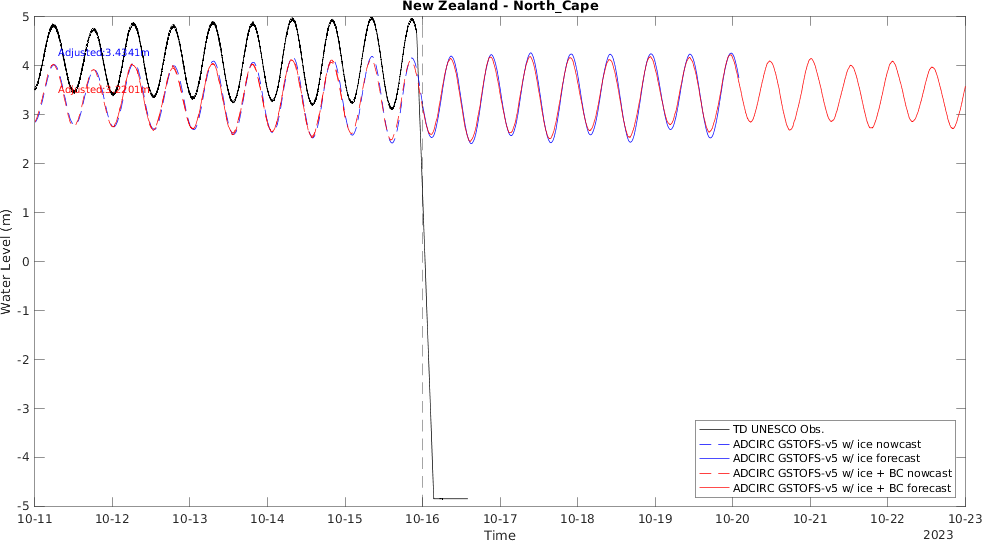 New Zealand - North_Cape
Water Level (m)
5
4
3
2
1
0
-1
-2
-3
-4
-5
Adjusted:3.4341m
Adjusted:3.2201m
TD UNESCO Obs.
ADCIRC GSTOFS-v5 w/ ice nowcast
ADCIRC GSTOFS-v5 w/ ice forecast
ADCIRC GSTOFS-v5 w/ ice + BC nowcast
ADCIRC GSTOFS-v5 w/ ice + BC forecast
10-11 10-12 10-13 10-14 10-15 10-16 10-17 10-18 10-19 10-20 10-21 10-22 10-23
Time
2023